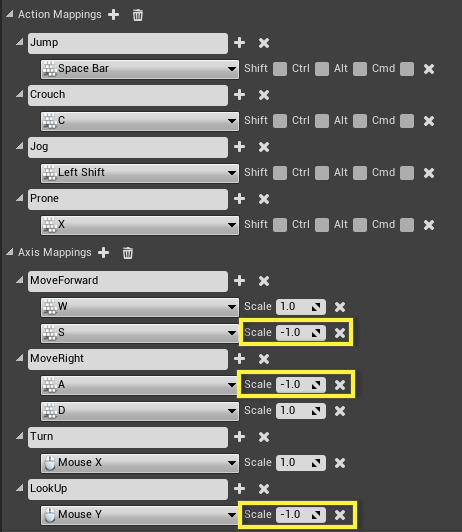 Action Mappings
Jump
Space Bar Shift Ctrl Alt Cmd
Crouch
C Shift Ctrl Alt Cmd
Jog
Left Shift Shift Ctrl Alt Cmd
Prone
X Shift Ctrl Alt Cmd
Axis Mappings
MoveForward
W Scale 1.0
S Scale -1.0
MoveRight
A Scale -1.0
D Scale 1.0
Turn
Mouse X Scale 1.0
LookUp
Mouse Y Scale -1.0